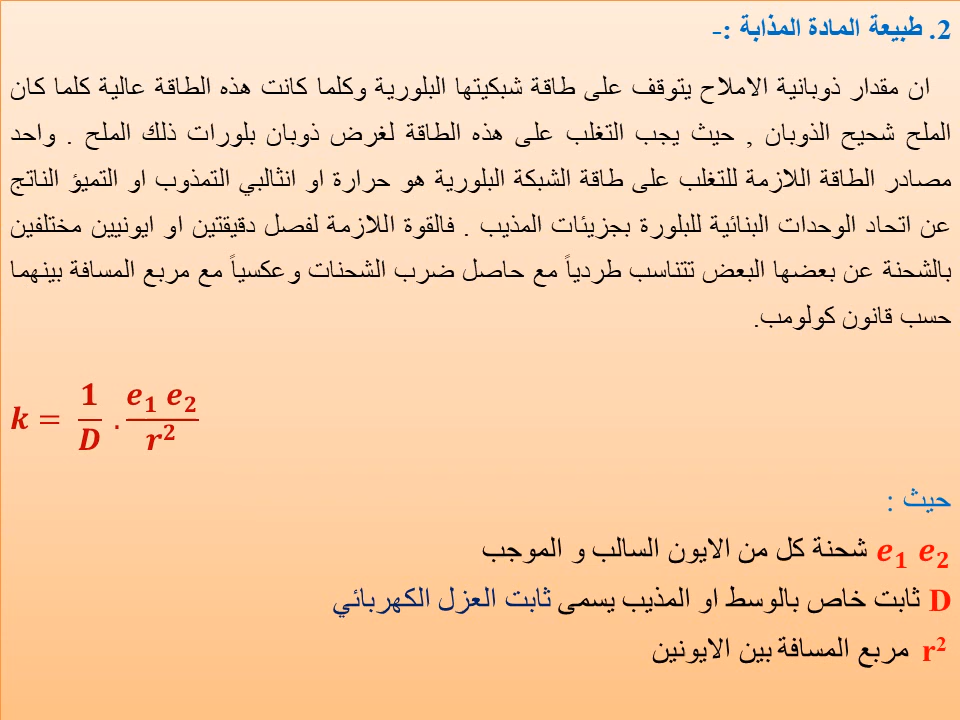 2. طبيعة المادة المذابة :-
ان مقدار ذوبانية الاملاح يتوقف على طاقة شبكيتها البلورية وكلما كانت هذه الطاقة عالية كلما كان
الملح شحيح الذوبان , حيث يجب التغلب على هذه الطاقة لغرض ذوبان بلورات ذلك الملح . واحد
مصادر الطاقة اللازمة للتغلب على طاقة الشبكة البلورية هو حرارة او انثالبي التمذوب او التميؤ الناتج
عن اتحاد الوحدات البنائية للبلورة بجزيئات المذيب . فالقوة اللازمة لفصل دقيقتين او ايونيين مختلفين
بالشحنة عن بعضها البعض تتناسب طردياً مع حاصل ضرب الشحنات وعكسياً مع مربع المسافة بينهما
حسب قانون كولومب.
k = 1/D . e₁ e₂/r²
حيث :
e₁ e₂ شحنة كل من الايون السالب و الموجب
D ثابت خاص بالوسط او المذيب يسمى ثابت العزل الكهربائي
r² مربع المسافة بين الايونين